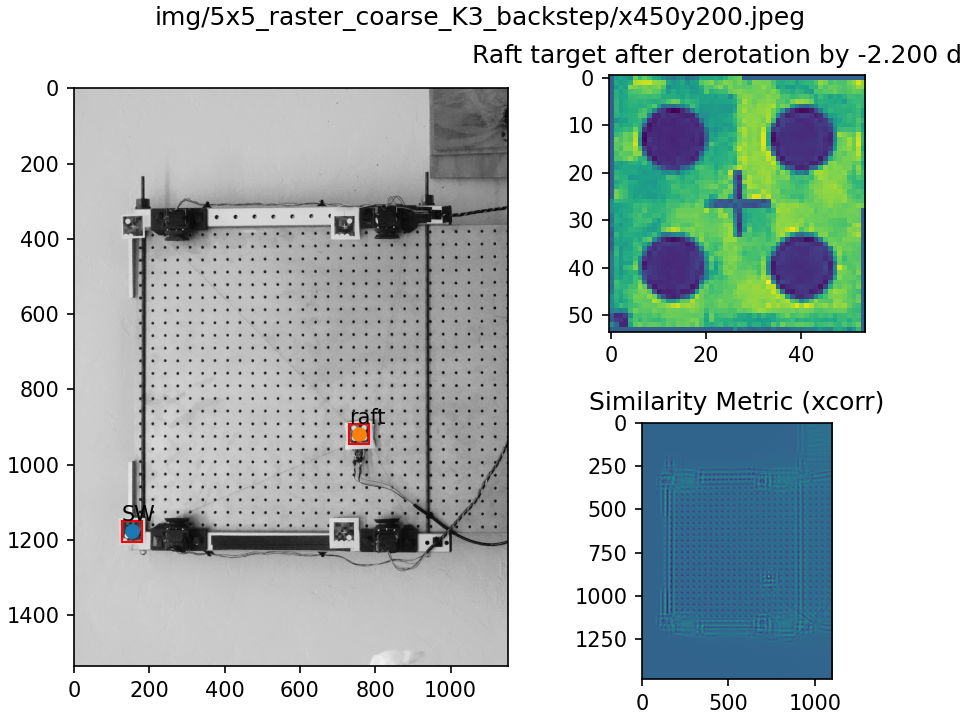 img/5x5_raster_coarse_K3_backstep/x450y200.jpeg
Raft target after derotation by -2.200 d
0
200
400
600
800
1000
1200
1400
0 200 400 600 800 1000
raft
SW
0
10
20
30
40
50
0 20 40
Similarity Metric (xcorr)
0
250
500
750
1000
1250
0 500 1000